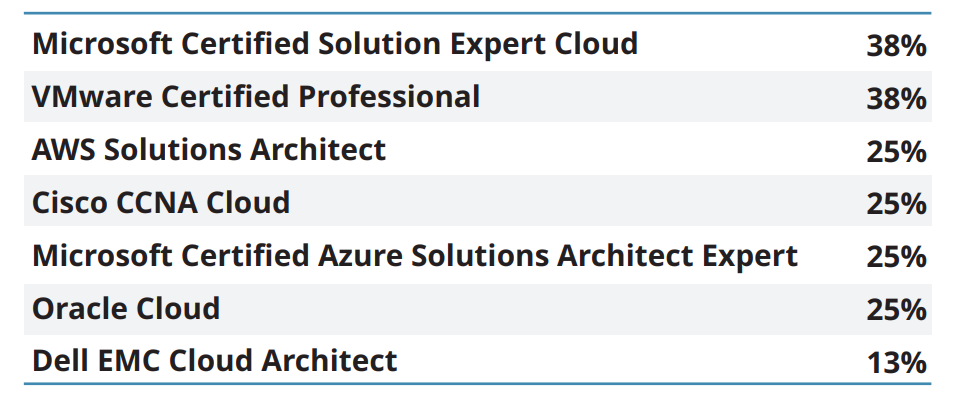 Microsoft Certified Solution Expert Cloud 38%
VMware Certified Professional 38%
AWS Solutions Architect 25%
Cisco CCNA Cloud 25%
Microsoft Certified Azure Solutions Architect Expert 25%
Oracle Cloud 25%
Dell EMC Cloud Architect 13%